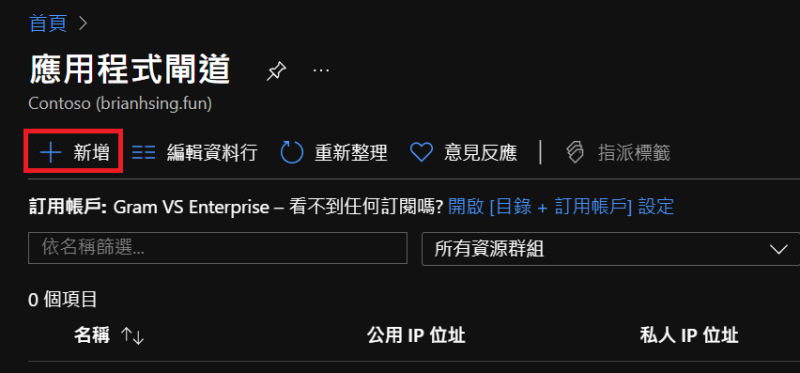 首頁 >
應用程式閘道 ...
Contoso (brianhsing.fun)
+ 新增 編輯資料行 重新整理 意見反應 | 指派標籤
訂用帳戶: Gram VS Enterprise – 看不到任何訂閱嗎? 開啟 [目錄 + 訂用帳戶] 設定
依名稱篩選... 所有資源群組
0 個項目
名稱 ↑↓ 公用 IP 位址 私人 IP 位址